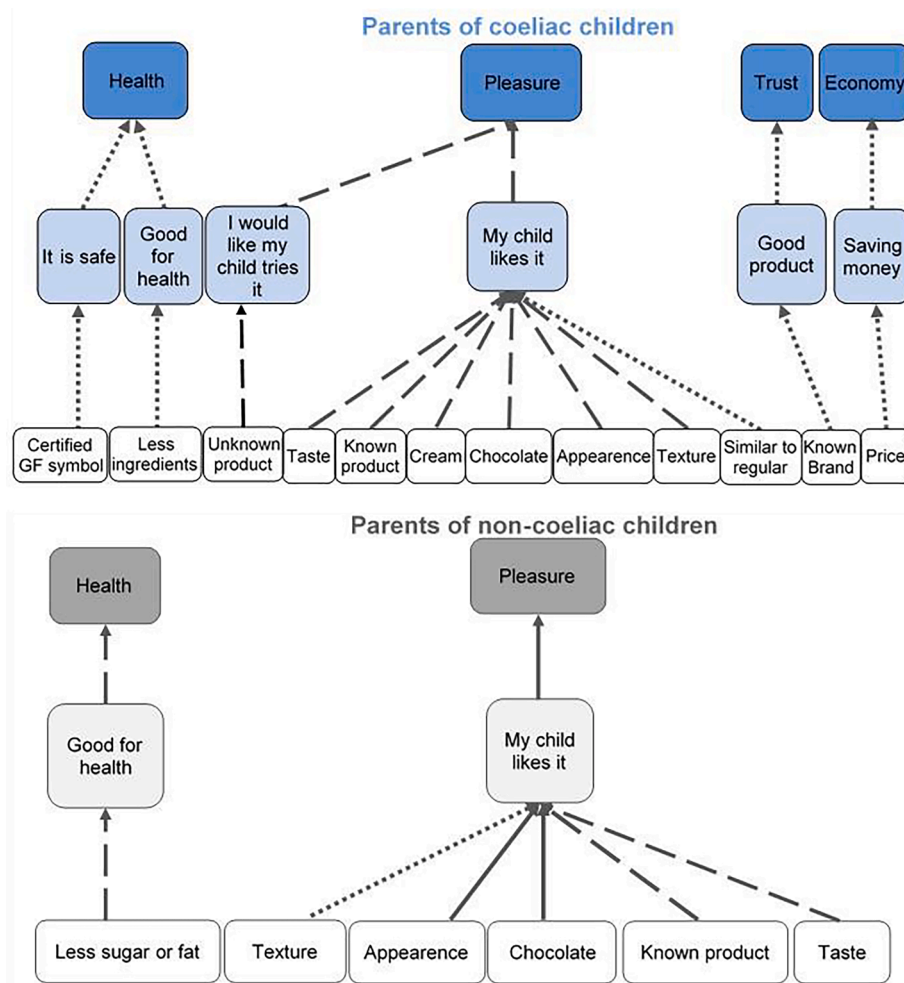 Parents of coeliac children
Health
Pleasure
Trust
Economy
It is safe
Good
for
health
I would
like my
child tries
it
My child
likes it
Good
product
Saving
money
Certified
GF symbol
Less
ingredients
Unknown
product
Taste
Known
product
Cream
Chocolate
Appearence
Texture
Similar to
regular
Known
Brand
Price
Parents of non-coeliac children
Health
Pleasure
Good for
health
My child
likes it
Less sugar or fat
Texture
Appearence
Chocolate
Known product
Taste